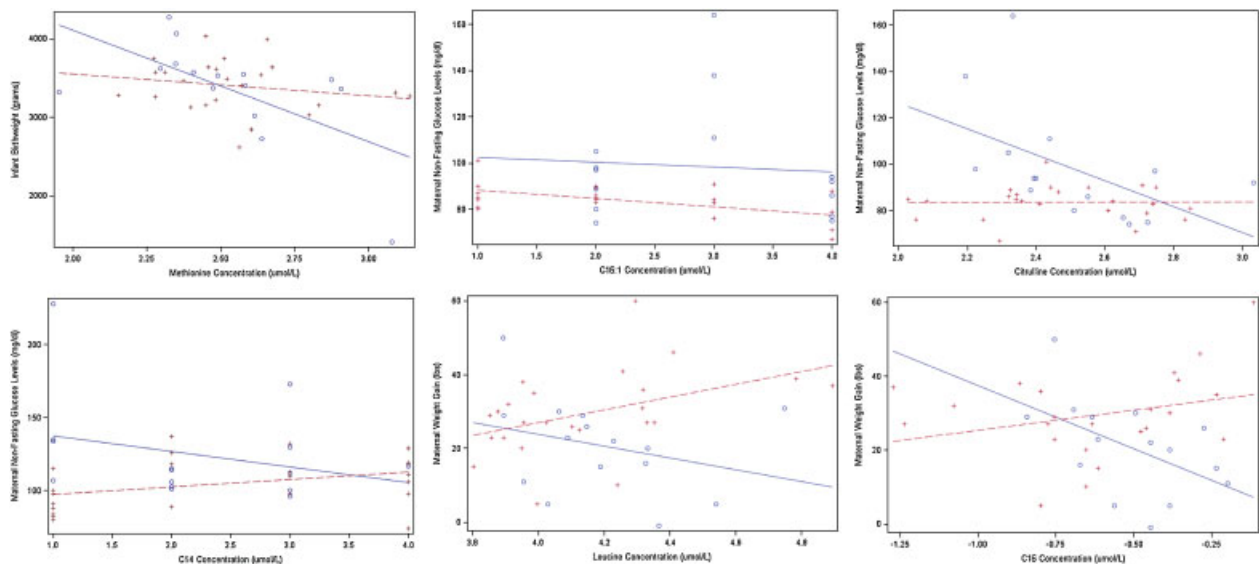 Infant Birthweight (grams)
4000
3000
2000
2.00 2.25 2.50 2.75 3.00
Methionine Concentration (umol/L)
Maternal Non-Fasting Glucose Levels (mg/dl)
160
140
120
100
80
1.0 1.5 2.0 2.5 3.0 3.5 4.0
C16:1 Concentration (umol/L)
Maternal Non-Fasting Glucose Levels (mg/dl)
160
140
120
100
80
2.0 2.2 2.4 2.6 2.8 3.0
Citrulline Concentration (umol/L)
Maternal Non-Fasting Glucose Levels (mg/dl)
200
150
100
1.0 1.5 2.0 2.5 3.0 3.5 4.0
C14 Concentration (umol/L)
Maternal Weight Gain (lbs)
60
40
20
0
3.8 4.0 4.2 4.4 4.6 4.8
Leucine Concentration (umol/L)
Maternal Weight Gain (lbs)
60
40
20
0
-1.25 -1.00 -0.75 -0.50 -0.25
C16 Concentration (umol/L)